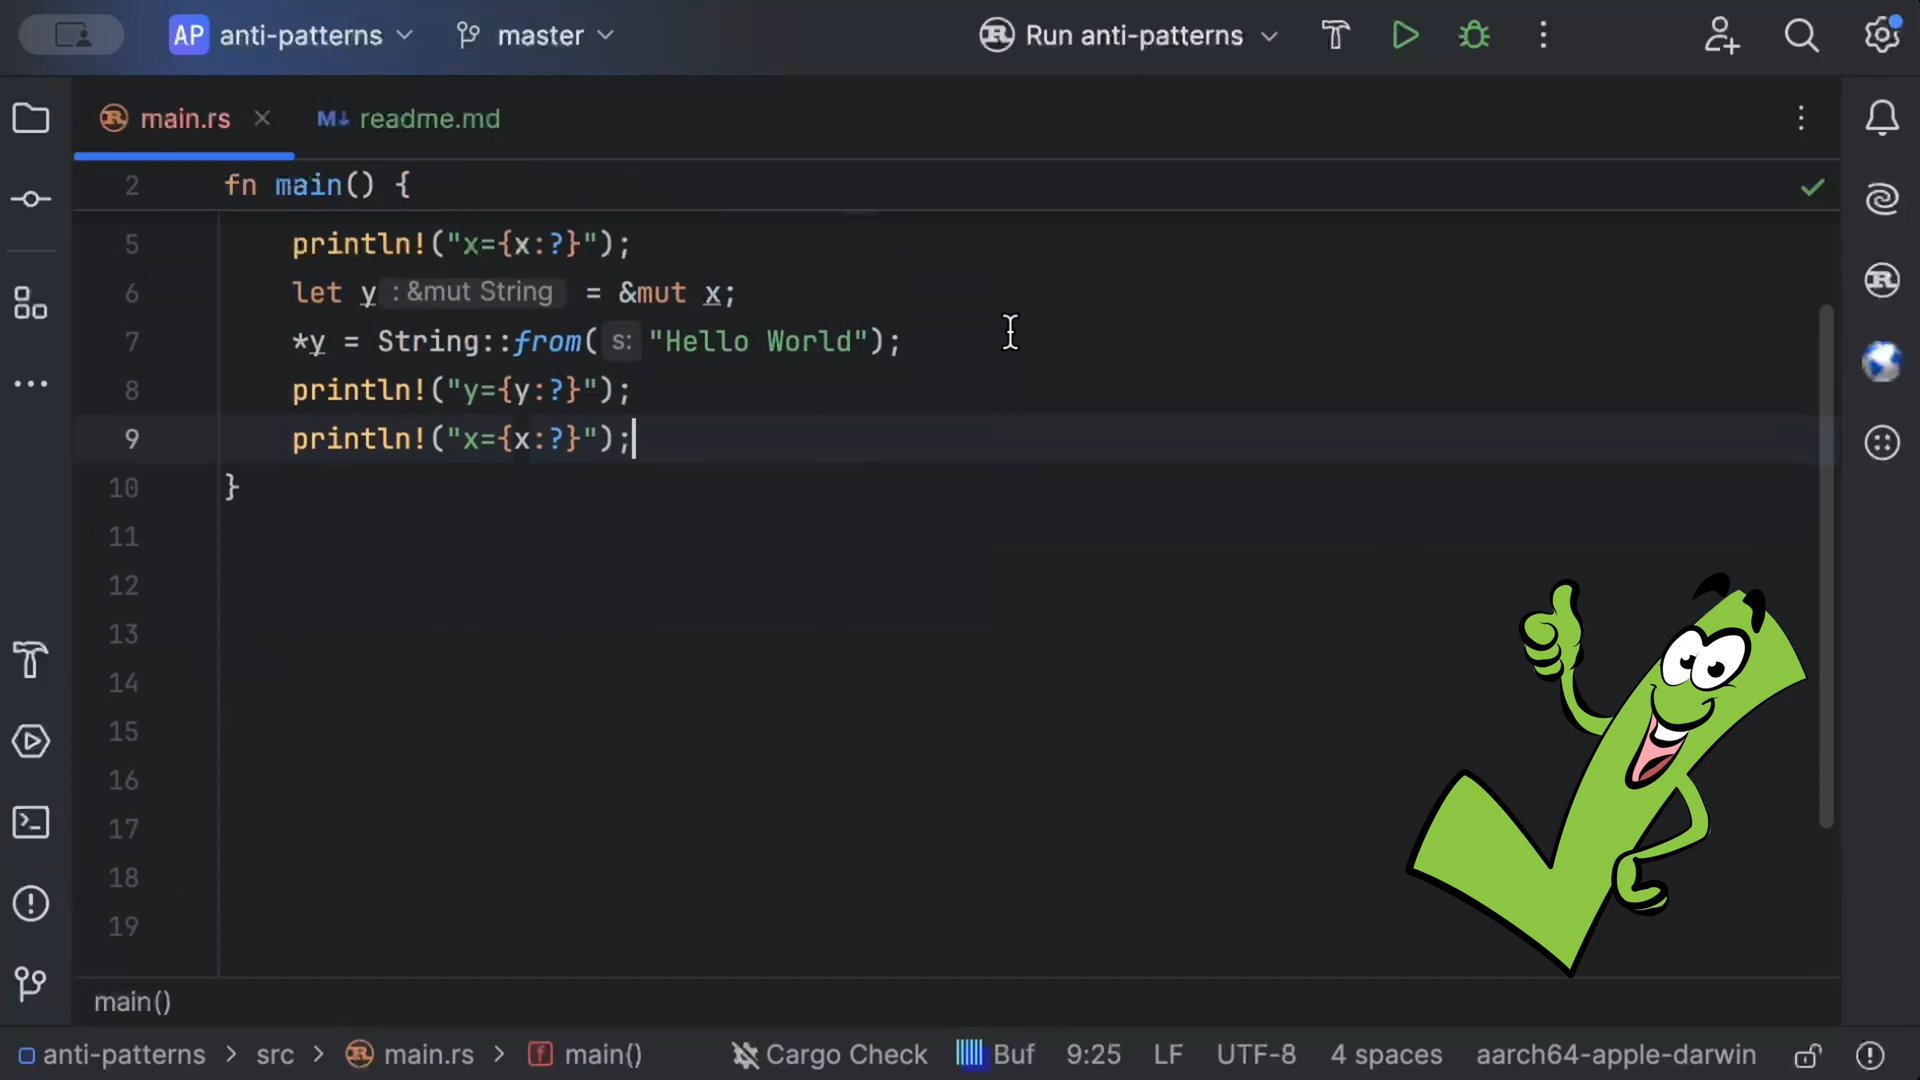 AP anti-patterns master Run anti-patterns
main.rs M↓ readme.md
2 fn main() {
5 println!("x={x:?}");
6 let y : &mut String = &mut x;
7 *y = String::from( s: "Hello World");
8 println!("y={y:?}");
9 println!("x={x:?}");
10 }
11
12
13
14
15
16
17
18
19
main()
anti-patterns > src > main.rs > f main() Cargo Check Buf 9:25 LF UTF-8 4 spaces aarch64-apple-darwin